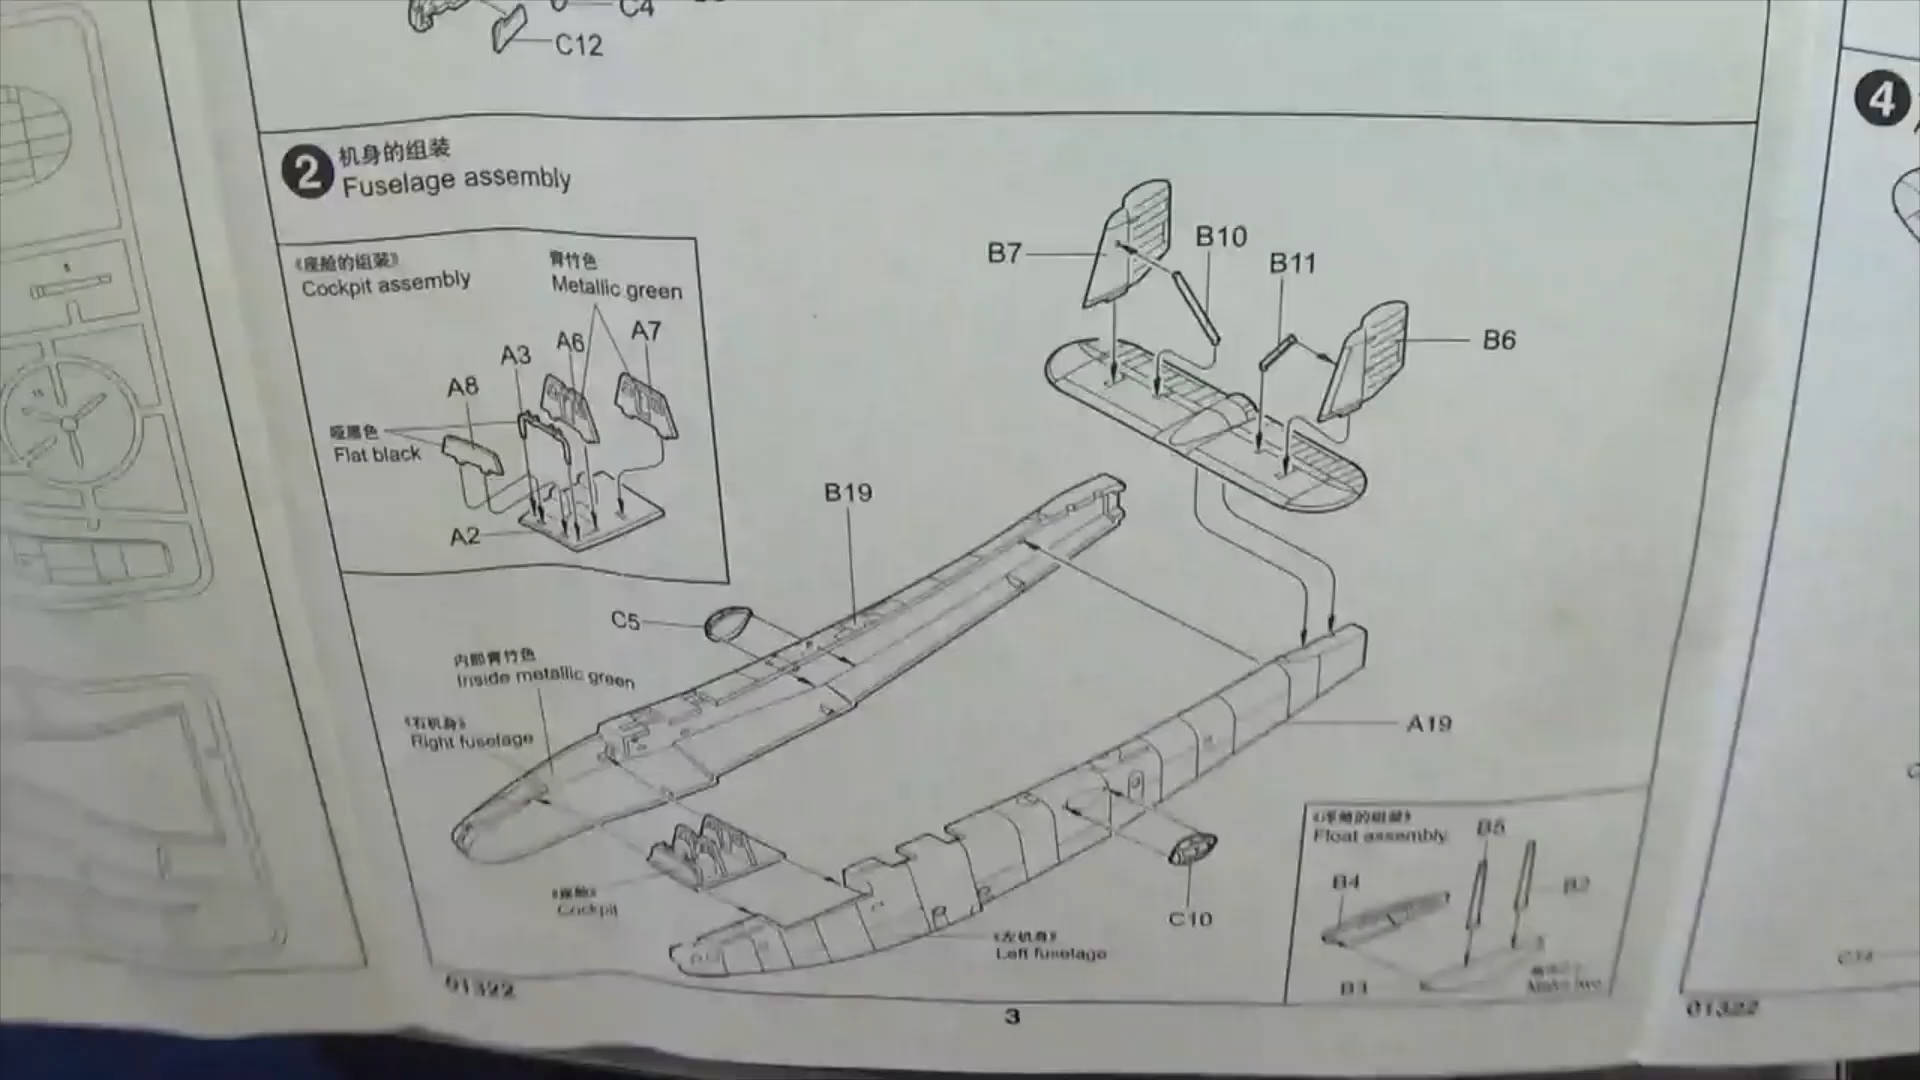 C4
C12
2
机身的组装
Fuselage assembly
4
《座舱的组装》
Cockpit assembly
青竹色
Metallic green
A7
A6
A3
A8
哑黑色
Flat black
A2
B7
B10
B11
B6
B19
C5
内部青竹色
Inside metallic green
《右机身》
Right fuselage
A19
《座舱》
Cockpit
C10
《左机身》
Left fuselage
Float assembly
B5
B4
B2
B3
01322
3
01322